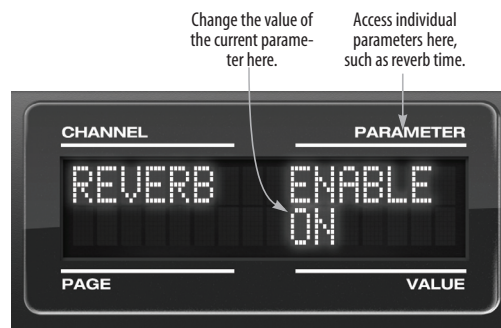 Change the value of
the current parame-
ter here.
Access individual
parameters here,
such as reverb time.
CHANNEL
PARAMETER
REVERB ENABLE
ON
PAGE
VALUE